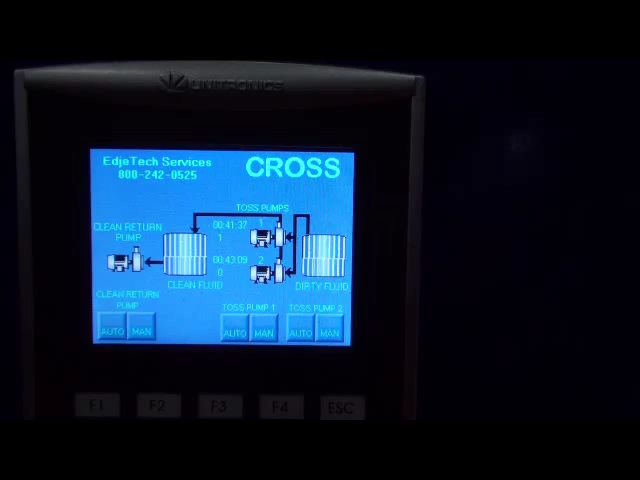 UNITRONICS
EdjeTech Services
800-242-0525
CROSS
TOSS PUMPS
CLEAN RETURN
PUMP
00:41:37
1
1
00:43:09
0
2
CLEAN FLUID
DIRTY FLUID
CLEAN RETURN
PUMP
TOSS PUMP 1
TOSS PUMP 2
AUTO
MAN
AUTO
MAN
AUTO
MAN
F1
F2
F3
F4
ESC